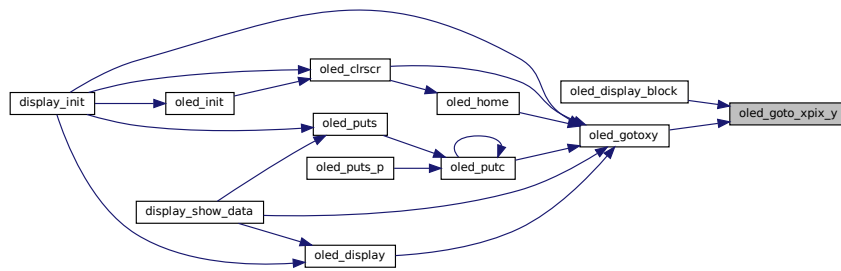 oled_clrscr
oled_display_block
display_init
oled_init
oled_home
oled_goto_xpix_y
oled_puts
oled_gotoxy
oled_puts_p
oled_putc
display_show_data
oled_display